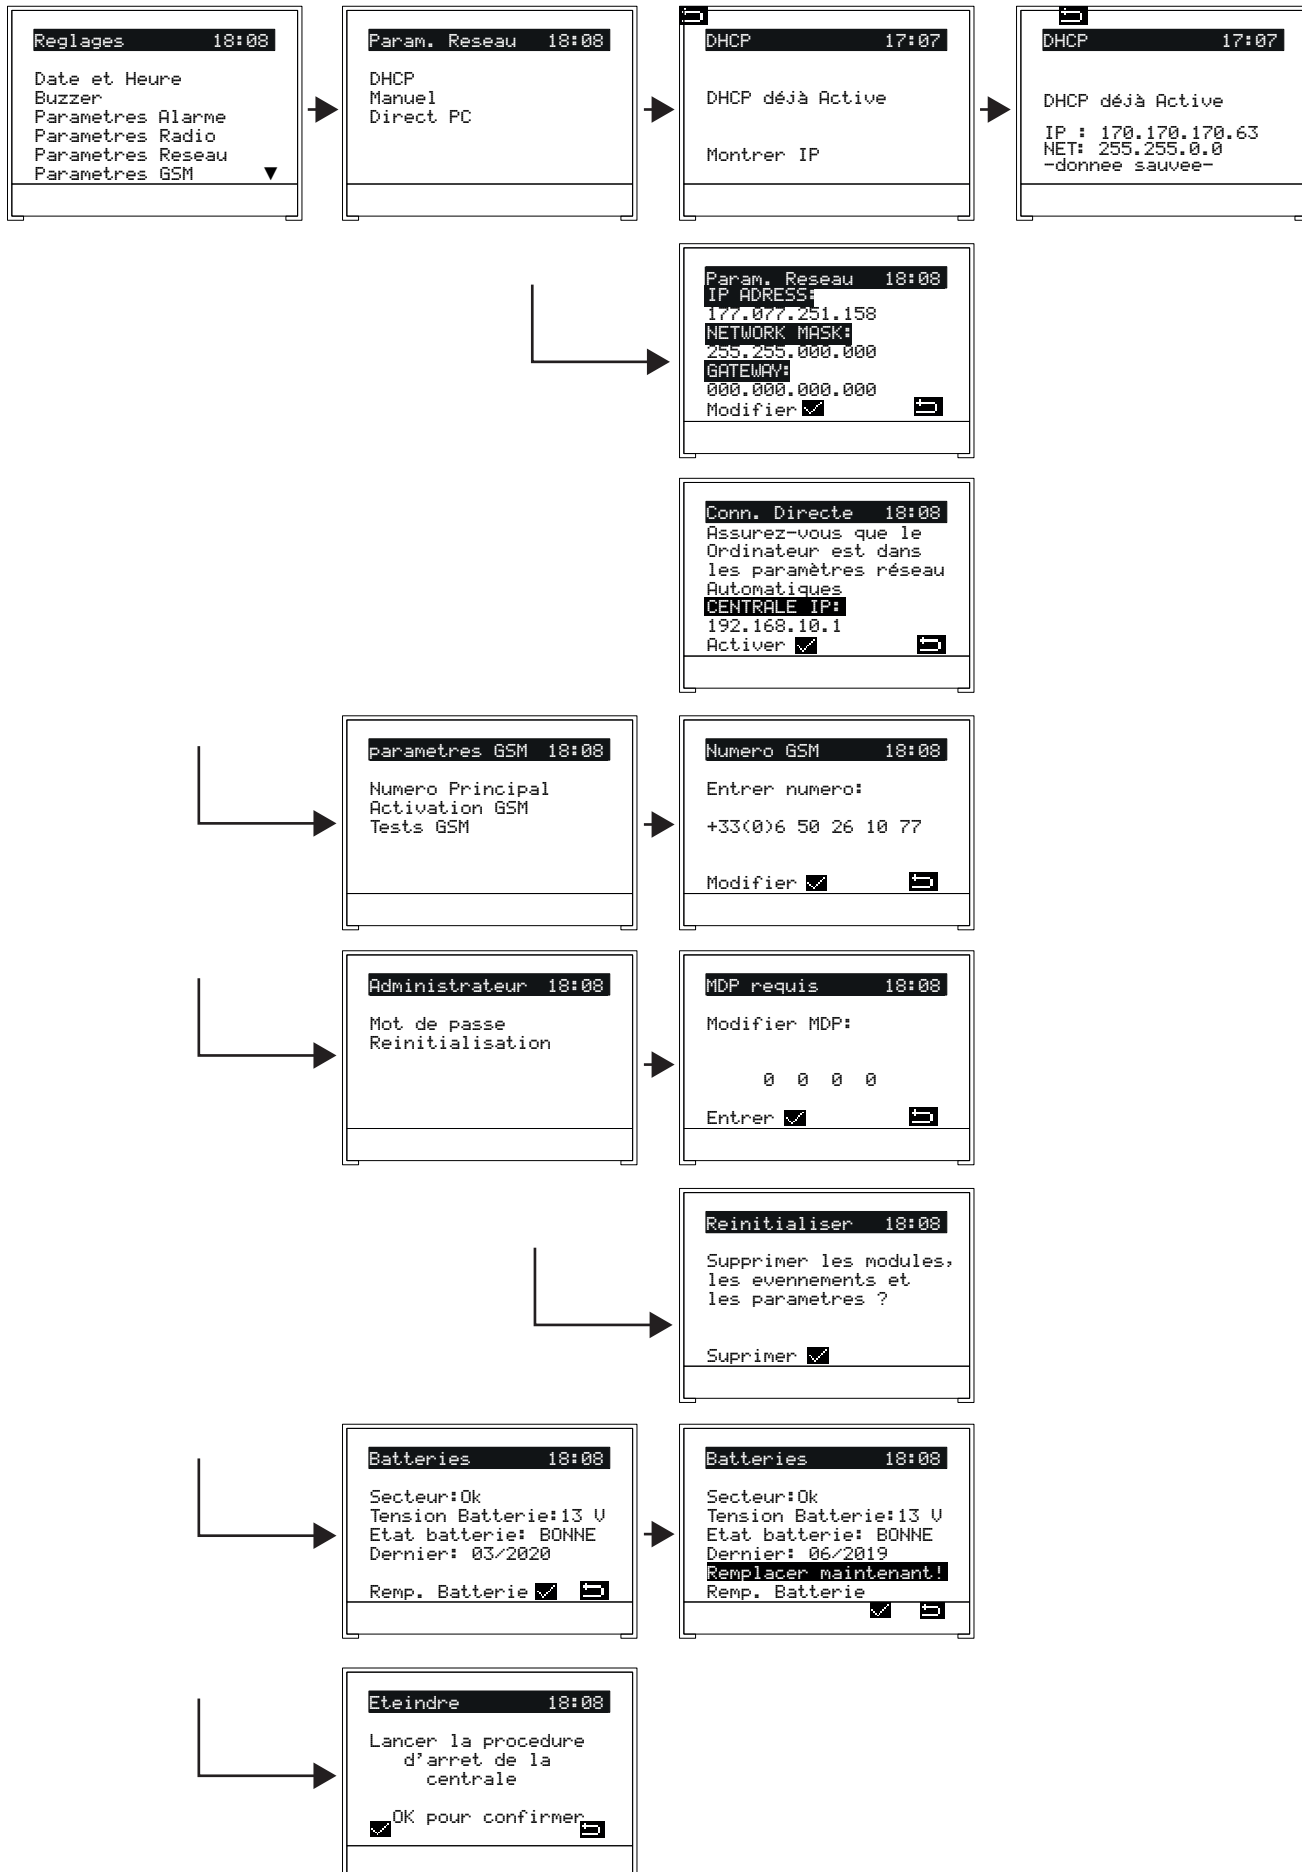 Reglages 18:08
Date et Heure
Buzzer
Parametres Alarme
Parametres Radio
Parametres Reseau
Parametres GSM ▼
Param. Reseau 18:08
DHCP
Manuel
Direct PC
DHCP 17:07
DHCP déjà Active
Montrer IP
DHCP 17:07
DHCP déjà Active
IP : 170.170.170.63
NET: 255.255.0.0
-donnee sauvee-
Param. Reseau 18:08
IP ADRESS:
177.077.251.158
NETWORK MASK:
255.255.000.000
GATEWAY:
000.000.000.000
Modifier
Conn. Directe 18:08
Assurez-vous que le
Ordinateur est dans
les paramètres réseau
Automatiques
CENTRALE IP:
192.168.10.1
Activer
parametres GSM 18:08
Numero Principal
Activation GSM
Tests GSM
Numero GSM 18:08
Entrer numero:
+33(0)6 50 26 10 77
Modifier
Administrateur 18:08
Mot de passe
Reinitialisation
MDP requis 18:08
Modifier MDP:
0 0 0 0
Entrer
Reinitialiser 18:08
Supprimer les modules,
les evennements et
les parametres ?
Suprimer
Batteries 18:08
Secteur:Ok
Tension Batterie:13 V
Etat batterie: BONNE
Dernier: 03/2020
Remp. Batterie
Batteries 18:08
Secteur:Ok
Tension Batterie:13 V
Etat batterie: BONNE
Dernier: 06/2019
Remplacer maintenant!
Remp. Batterie
Eteindre 18:08
Lancer la procedure
d'arret de la
centrale
OK pour confirmer